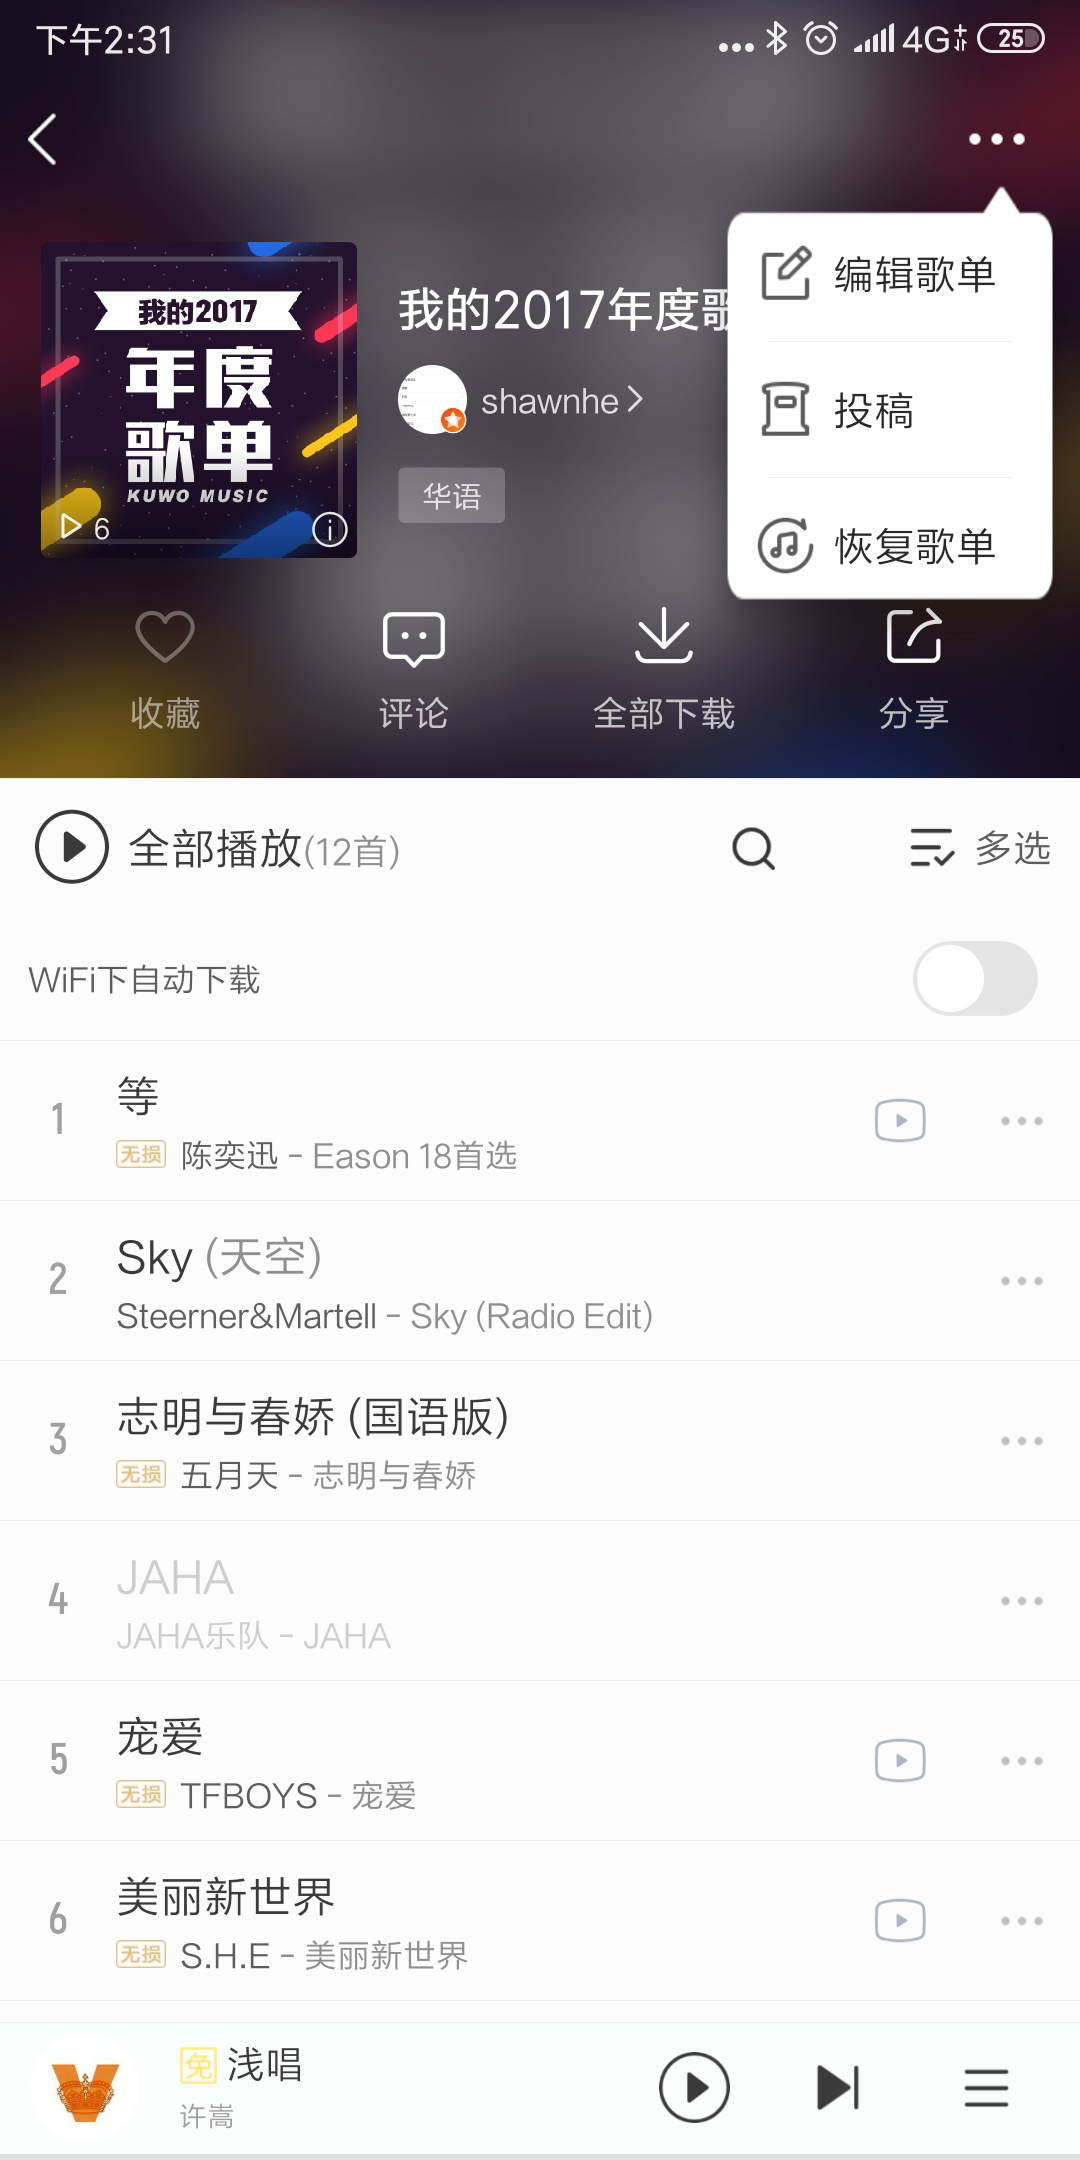 下午2:31
4G
25
编辑歌单
投稿
恢复歌单
我的2017
年度
歌单
KUWO MUSIC
6
我的2017年度歌
shawnhe
华语
收藏
评论
全部下载
分享
全部播放(12首)
多选
WiFi下自动下载
1
等
无损 陈奕迅 - Eason 18首选
2
Sky (天空)
Steerner&Martell - Sky (Radio Edit)
3
志明与春娇 (国语版)
无损 五月天 - 志明与春娇
4
JAHA
JAHA乐队 - JAHA
5
宠爱
无损 TFBOYS - 宠爱
6
美丽新世界
无损 S.H.E - 美丽新世界
免 浅唱
许嵩